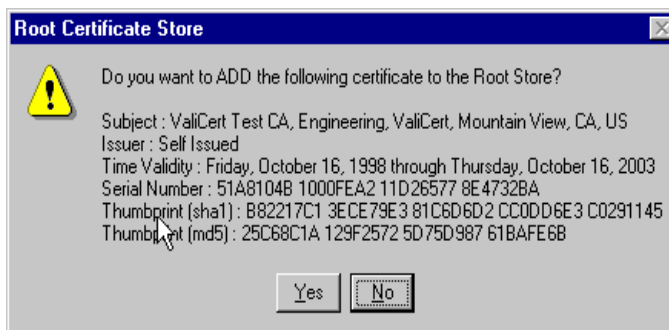 Root Certificate Store
Do you want to ADD the following certificate to the Root Store?
Subject : ValiCert Test CA, Engineering, ValiCert, Mountain View, CA, US
Issuer : Self Issued
Time Validity : Friday, October 16, 1998 through Thursday, October 16, 2003
Serial Number : 51A8104B 1000FEA2 11D26577 8E4732BA
Thumbprint (sha1) : B82217C1 3ECE79E3 81C6D6D2 CC0DD6E3 C0291145
Thumbprint (md5) : 25C68C1A 129F2572 5D75D987 61BAFE6B
Yes No